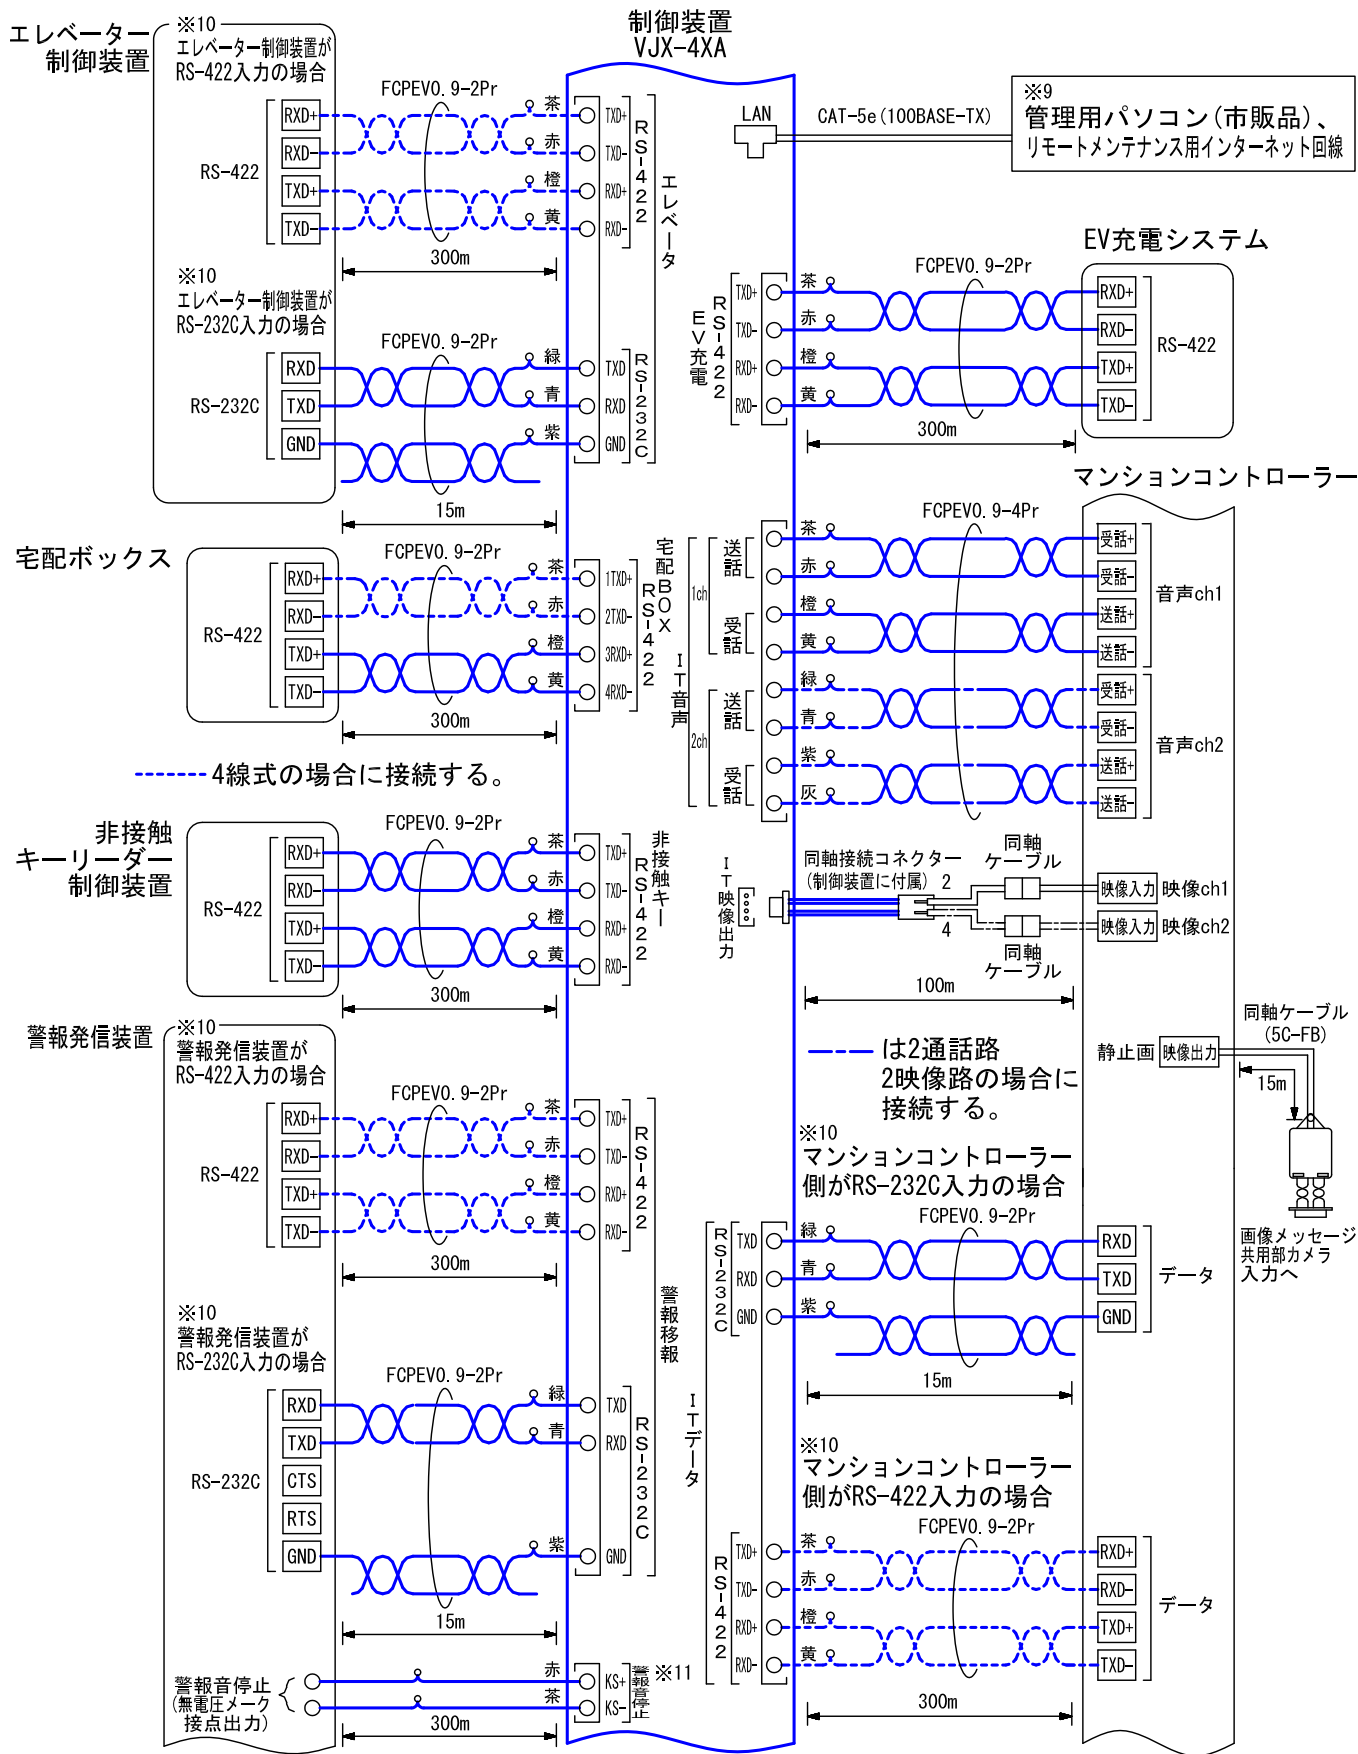 制御装置
VJX-4XA
エレベーター
制御装置
※10
エレベーター制御装置が
RS-422入力の場合
FCPEV0.9-2Pr
RS-422
RXD+
RXD-
TXD+
TXD-
茶
赤
橙
黄
TXD+
TXD-
RXD+
RXD-
RS-422
エレベータ
300m
※10
エレベーター制御装置が
RS-232C入力の場合
FCPEV0.9-2Pr
RS-232C
RXD
TXD
GND
緑
青
紫
TXD
RXD
GND
RS-232C
15m
宅配ボックス
FCPEV0.9-2Pr
RS-422
RXD+
RXD-
TXD+
TXD-
茶
赤
橙
黄
1TXD+
2TXD-
3RXD+
4RXD-
RS-422
宅配BOX
300m
4線式の場合に接続する。
非接触
キーリーダー
制御装置
FCPEV0.9-2Pr
RS-422
RXD+
RXD-
TXD+
TXD-
茶
赤
橙
黄
TXD+
TXD-
RXD+
RXD-
RS-422
非接触キー
300m
警報発信装置
※10
警報発信装置が
RS-422入力の場合
FCPEV0.9-2Pr
RS-422
RXD+
RXD-
TXD+
TXD-
茶
赤
橙
黄
TXD+
TXD-
RXD+
RXD-
RS-422
300m
警報移報
※10
警報発信装置が
RS-232C入力の場合
FCPEV0.9-2Pr
RS-232C
RXD
TXD
CTS
RTS
GND
緑
青
紫
TXD
RXD
GND
RS-232C
15m
警報音停止
(無電圧メーク
接点出力)
赤
茶
KS+
KS-
警報音停止
※11
300m
LAN
CAT-5e(100BASE-TX)
※9
管理用パソコン(市販品)、
リモートメンテナンス用インターネット回線
EV充電システム
FCPEV0.9-2Pr
EV充電
RS-422
TXD+
TXD-
RXD+
RXD-
茶
赤
橙
黄
RXD+
RXD-
TXD+
TXD-
RS-422
300m
マンションコントローラー
FCPEV0.9-4Pr
IT音声
1ch
送話
受話
2ch
送話
受話
茶
赤
橙
黄
緑
青
紫
灰
受話+
受話-
送話+
送話-
音声ch1
受話+
受話-
送話+
送話-
音声ch2
IT映像出力
同軸接続コネクター
(制御装置に付属)
2
4
同軸
ケーブル
同軸
ケーブル
映像入力
映像ch1
映像入力
映像ch2
100m
は2通話路
2映像路の場合に
接続する。
静止画
映像出力
同軸ケーブル
(5C-FB)
15m
画像メッセージ
共用部カメラ
入力へ
※10
マンションコントローラー
側がRS-232C入力の場合
FCPEV0.9-2Pr
ITデータ
RS-232C
TXD
RXD
GND
緑
青
紫
RXD
TXD
GND
データ
15m
※10
マンションコントローラー
側がRS-422入力の場合
FCPEV0.9-2Pr
RS-422
TXD+
TXD-
RXD+
RXD-
茶
赤
橙
黄
RXD+
RXD-
TXD+
TXD-
データ
300m